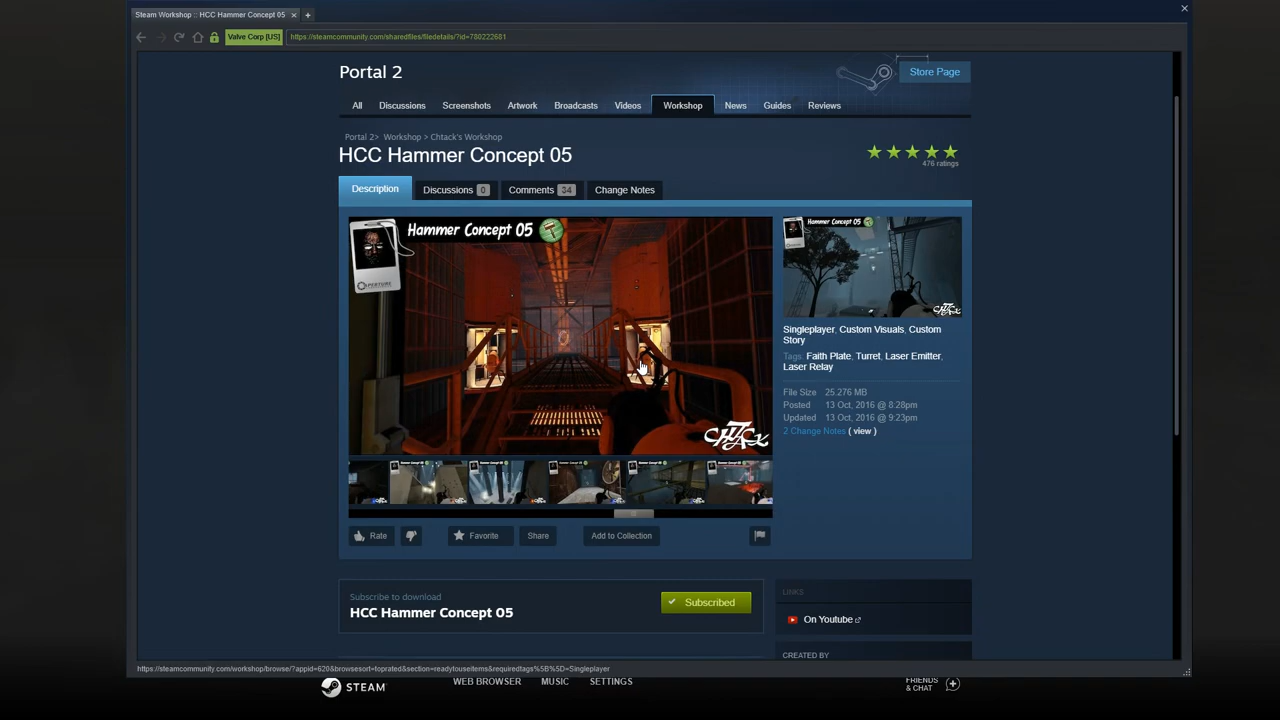 Steam Workshop :: HCC Hammer Concept 05
Valve Corp [US]
https://steamcommunity.com/sharedfiles/filedetails/?id=780222681
Portal 2
Store Page
All Discussions Screenshots Artwork Broadcasts Videos Workshop News Guides Reviews
Portal 2> Workshop > Chtack's Workshop
HCC Hammer Concept 05
476 ratings
Description Discussions 0 Comments 34 Change Notes
Hammer Concept 05
Hammer Concept 05
Singleplayer, Custom Visuals, Custom
Story
Tags: Faith Plate, Turret, Laser Emitter,
Laser Relay
File Size 25.276 MB
Posted 13 Oct, 2016 @ 8:28pm
Updated 13 Oct, 2016 @ 9:23pm
2 Change Notes ( view )
Rate Favorite Share Add to Collection
Subscribe to download
HCC Hammer Concept 05
Subscribed
LINKS
On Youtube
CREATED BY
https://steamcommunity.com/workshop/browse/?appid=620&browsesort=toprated&section=readytouseitems&requiredtags%5B%5D=Singleplayer
STEAM
WEB BROWSER MUSIC SETTINGS
FRIENDS
& CHAT